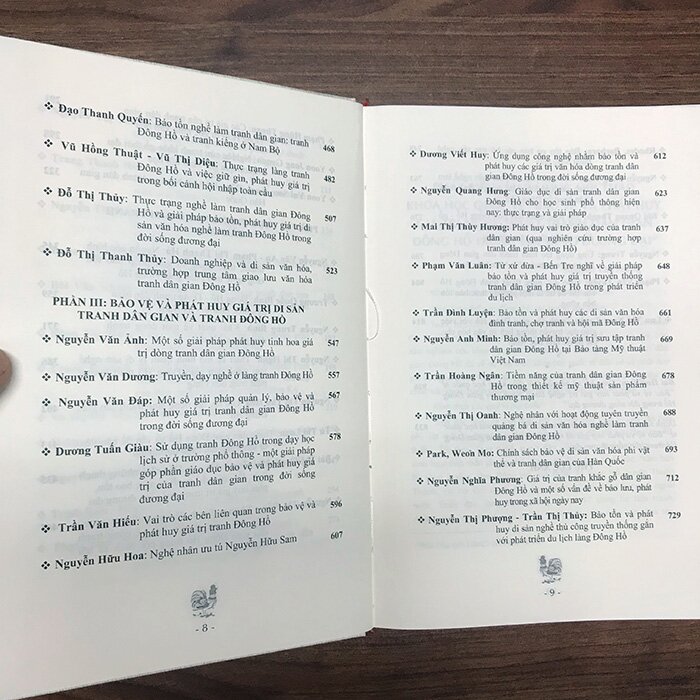 ❖ Đạo Thanh Quyến: Bảo tồn nghề làm tranh dân gian: tranh
Đông Hồ và tranh kiếng ở Nam Bộ 468
❖ Vũ Hồng Thuật - Vũ Thị Diệu: Thực trạng làng tranh
Đông Hồ và việc giữ gìn, phát huy giá trị 482
trong bối cảnh hội nhập toàn cầu
❖ Đỗ Thị Thủy: Thực trạng nghề làm tranh dân gian Đông
Hồ và giải pháp bảo tồn, phát huy giá trị di 507
sản văn hóa nghề làm tranh Đông Hồ trong
đời sống đương đại
❖ Đỗ Thị Thanh Thủy: Doanh nghiệp và di sản văn hóa,
trường hợp trung tâm giao lưu văn hóa 523
tranh dân gian Đông Hồ
PHẦN III: BẢO VỆ VÀ PHÁT HUY GIÁ TRỊ DI SẢN
TRANH DÂN GIAN VÀ TRANH ĐÔNG HỒ
❖ Nguyễn Văn Ảnh: Một số giải pháp phát huy tinh hoa giá 547
trị dòng tranh dân gian Đông Hồ
❖ Nguyễn Văn Dương: Truyền, dạy nghề ở làng tranh Đông Hồ 557
❖ Nguyễn Văn Đáp: Một số giải pháp quản lý, bảo vệ và 567
phát huy giá trị tranh dân gian Đông Hồ
❖ Dương Tuấn Giàu: Sử dụng tranh Đông Hồ trong dạy học 578
lịch sử ở trường phổ thông - một giải pháp
góp phần giáo dục bảo vệ và phát huy giá
trị của tranh dân gian trong đời sống
đương đại
❖ Trần Văn Hiếu: Vai trò các bên liên quan trong bảo vệ và 596
phát huy giá trị tranh Đông Hồ
❖ Nguyễn Hữu Hoa: Nghệ nhân ưu tú Nguyễn Hữu Sam 607
- 8 -
❖ Dương Viết Huy: Ứng dụng công nghệ nhằm bảo tồn và 612
phát huy các giá trị văn hóa dòng tranh dân
gian Đông Hồ trong đời sống đương đại
❖ Nguyễn Quang Hưng: Giáo dục di sản tranh dân gian 623
Đông Hồ cho học sinh phổ thông hiện
nay: thực trạng và giải pháp
❖ Mai Thị Thùy Hương: Phát huy vai trò giáo dục của tranh 637
dân gian (qua nghiên cứu trường hợp
tranh dân gian Đông Hồ)
❖ Phạm Văn Luân: Từ xứ dừa - Bến Tre nghĩ về giải pháp 648
bảo tồn và phát huy giá trị tranh dân
gian Đông Hồ trong phát triển
du lịch
❖ Trần Đình Luyện: Bảo tồn và phát huy các di sản văn hóa 661
đình tranh, chợ tranh và hội mã Đông Hồ
❖ Nguyễn Anh Minh: Bảo tồn, phát huy giá trị sưu tập tranh 669
dân gian Đông Hồ tại Bảo tàng Mỹ thuật
Việt Nam
❖ Trần Hoàng Ngân: Tiềm năng của tranh dân gian Đông 678
Hồ trong thiết kế mỹ thuật sản phẩm
thương mại
❖ Nguyễn Thị Oanh: Nghệ nhân với hoạt động tuyên truyền 688
quảng bá di sản văn hóa nghề làm tranh
dân gian Đông Hồ
❖ Park, Weon Mo: Chính sách bảo vệ di sản văn hóa phi vật 693
thể và tranh dân gian của Hàn Quốc
❖ Nguyễn Nghĩa Phương: Giá trị của tranh khắc gỗ dân gian 712
Đông Hồ và một số vấn đề về bảo lưu, phát
huy trong xã hội ngày nay
❖ Nguyễn Thị Phượng - Trần Thị Thủy: Bảo tồn và phát 729
huy di sản nghề thủ công truyền thống gắn
với phát triển du lịch làng Đông Hồ
- 9 -